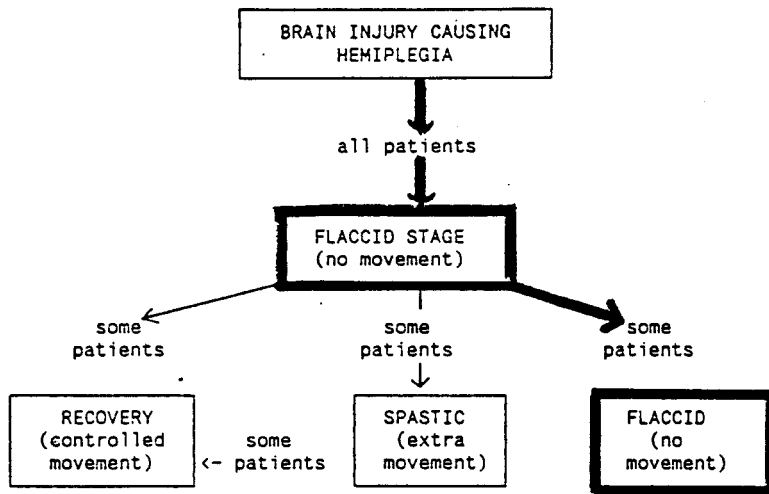 BRAIN INJURY CAUSING
HEMIPLEGIA
all patients
FLACCID STAGE
(no movement)
some
patients
some
patients
some
patients
RECOVERY
(controlled
movement)
some
<- patients
SPASTIC
(extra
movement)
FLACCID
(no
movement)